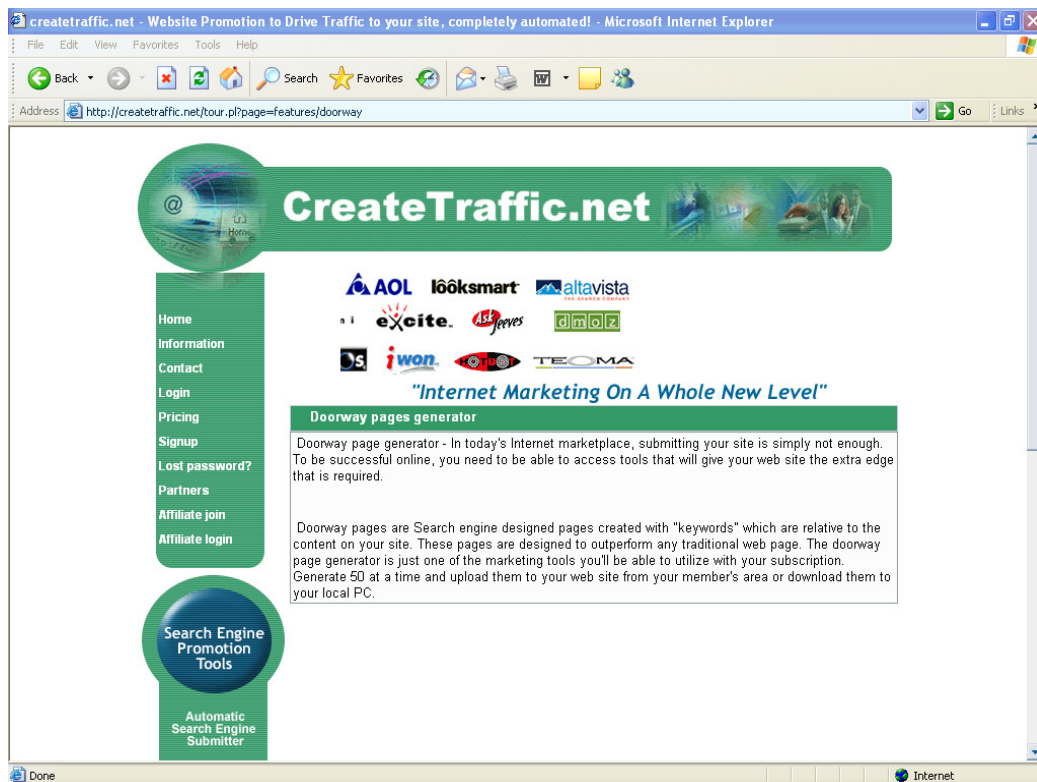 createtraffic.net - Website Promotion to Drive Traffic to your site, completely automated! - Microsoft Internet Explorer
File Edit View Favorites Tools Help
Back Search Favorites
Address http://createtraffic.net/tour.pl?page=features/doorway Go Links
@
Home
CreateTraffic.net
AOL lôôksmart altavista
THE SEARCH COMPANY
n i excite. Ask Jeeves dmoz
os iwon. HOTBOT TEOMA
"Internet Marketing On A Whole New Level"
Home
Information
Contact
Login
Pricing
Signup
Lost password?
Partners
Affiliate join
Affiliate login
Doorway pages generator
Doorway page generator - In today's Internet marketplace, submitting your site is simply not enough.
To be successful online, you need to be able to access tools that will give your web site the extra edge
that is required.
Doorway pages are Search engine designed pages created with "keywords" which are relative to the
content on your site. These pages are designed to outperform any traditional web page. The doorway
page generator is just one of the marketing tools you'll be able to utilize with your subscription.
Generate 50 at a time and upload them to your web site from your member's area or download them to
your local PC.
Search Engine
Promotion
Tools
Automatic
Search Engine
Submitter
Done Internet